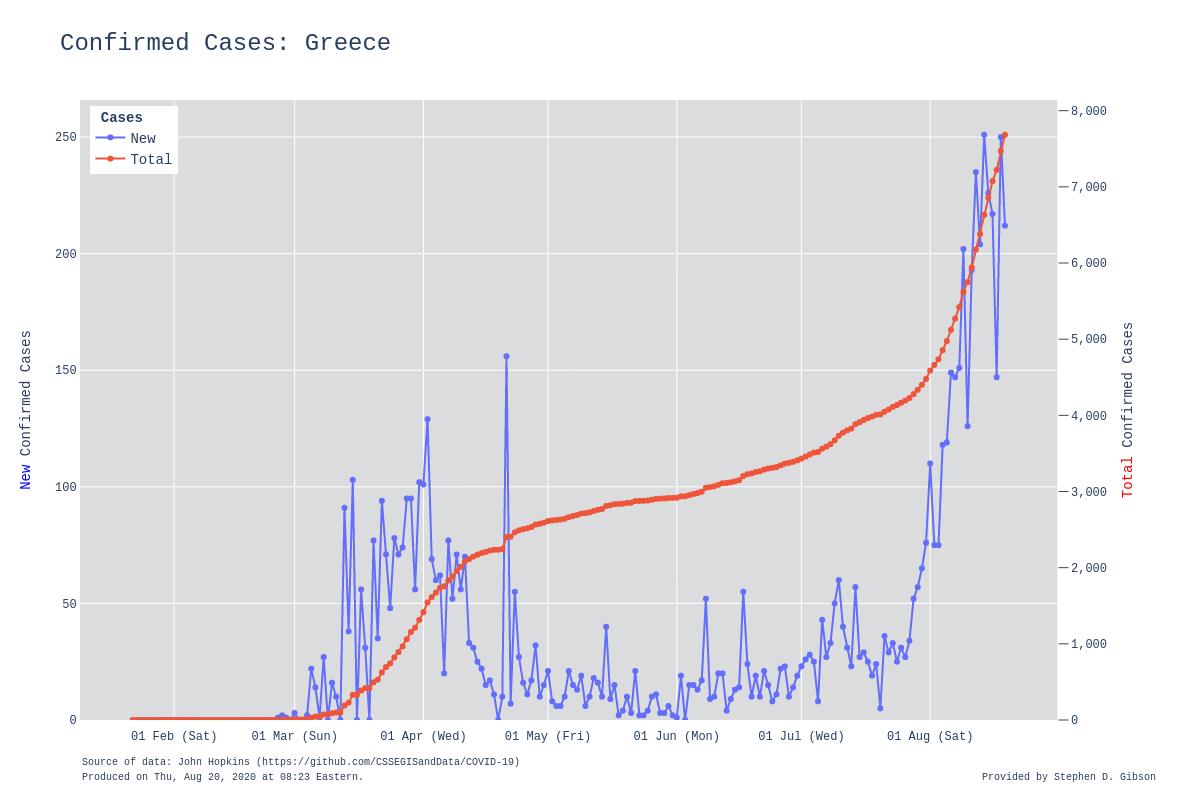 Confirmed Cases: Greece
Cases
New
Total
250
200
150
100
50
0
8,000
7,000
6,000
5,000
4,000
3,000
2,000
1,000
0
New Confirmed Cases
Total Confirmed Cases
01 Feb (Sat)
01 Mar (Sun)
01 Apr (Wed)
01 May (Fri)
01 Jun (Mon)
01 Jul (Wed)
01 Aug (Sat)
Source of data: John Hopkins (https://github.com/CSSEGISandData/COVID-19)
Produced on Thu, Aug 20, 2020 at 08:23 Eastern.
Provided by Stephen D. Gibson